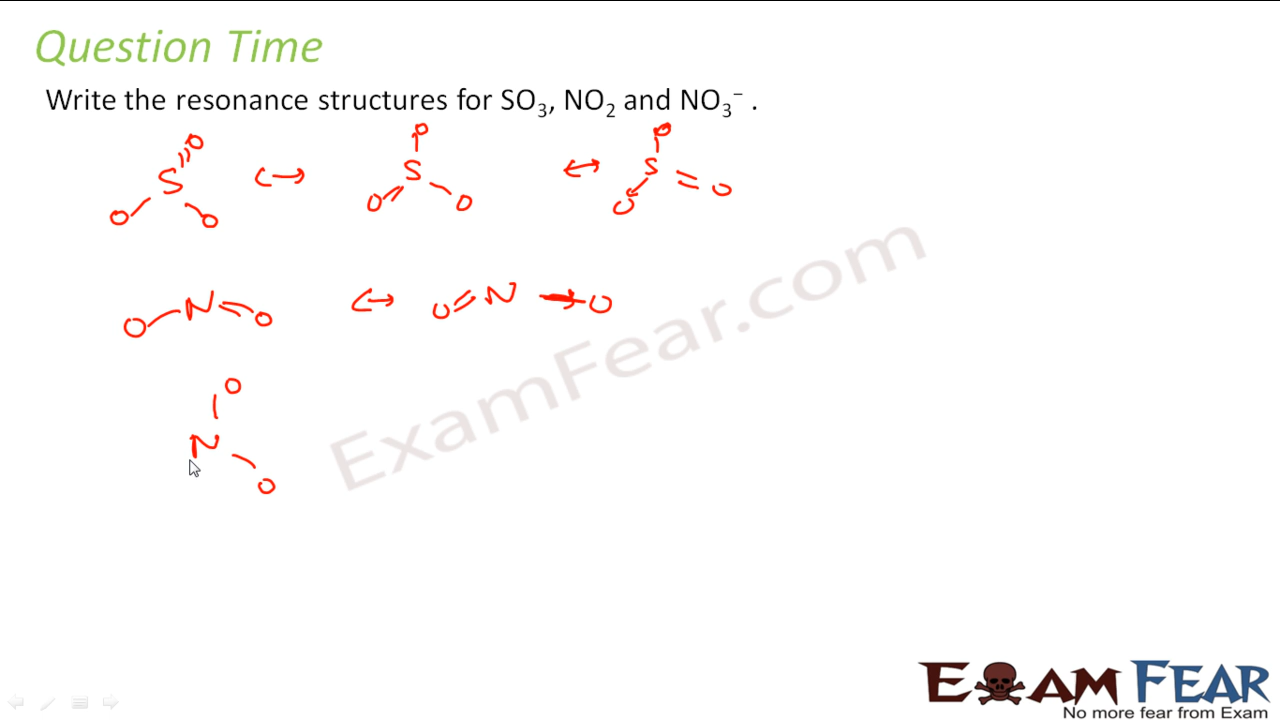 Question Time
Write the resonance structures for SO₃, NO₂ and NO₃⁻ .
O O O
S ↔ S ↔ S = O
O O O O O
O N = O ↔ O = N → O
O
N
O
ExamFear.com
EXAM FEAR
No more fear from Exam